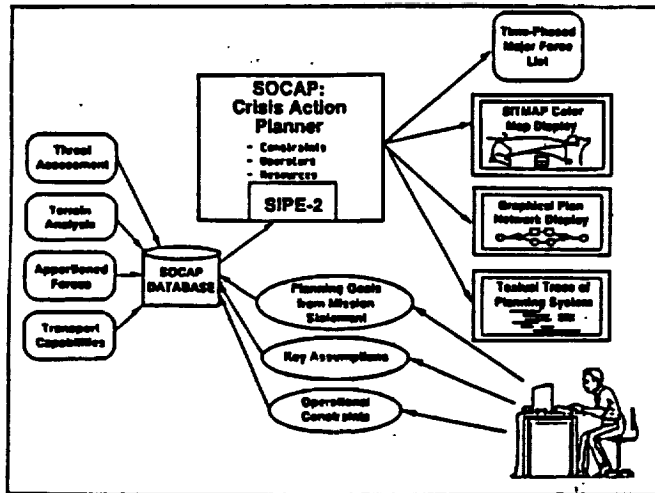 Time-Phased
Major Force
List
SOCAP:
Crisis Action
Planner
- Constraints
- Operators
- Resources
SIPE-2
SITMAP Color
Map Display
Threat
Assessment
Terrain
Analysis
Apportioned
Forces
Transport
Capabilities
SOCAP
DATABASE
Graphical Plan
Network Display
Textual Trace of
Planning System
Planning Goals
from Mission
Statement
Key Assumptions
Operational
Constraints